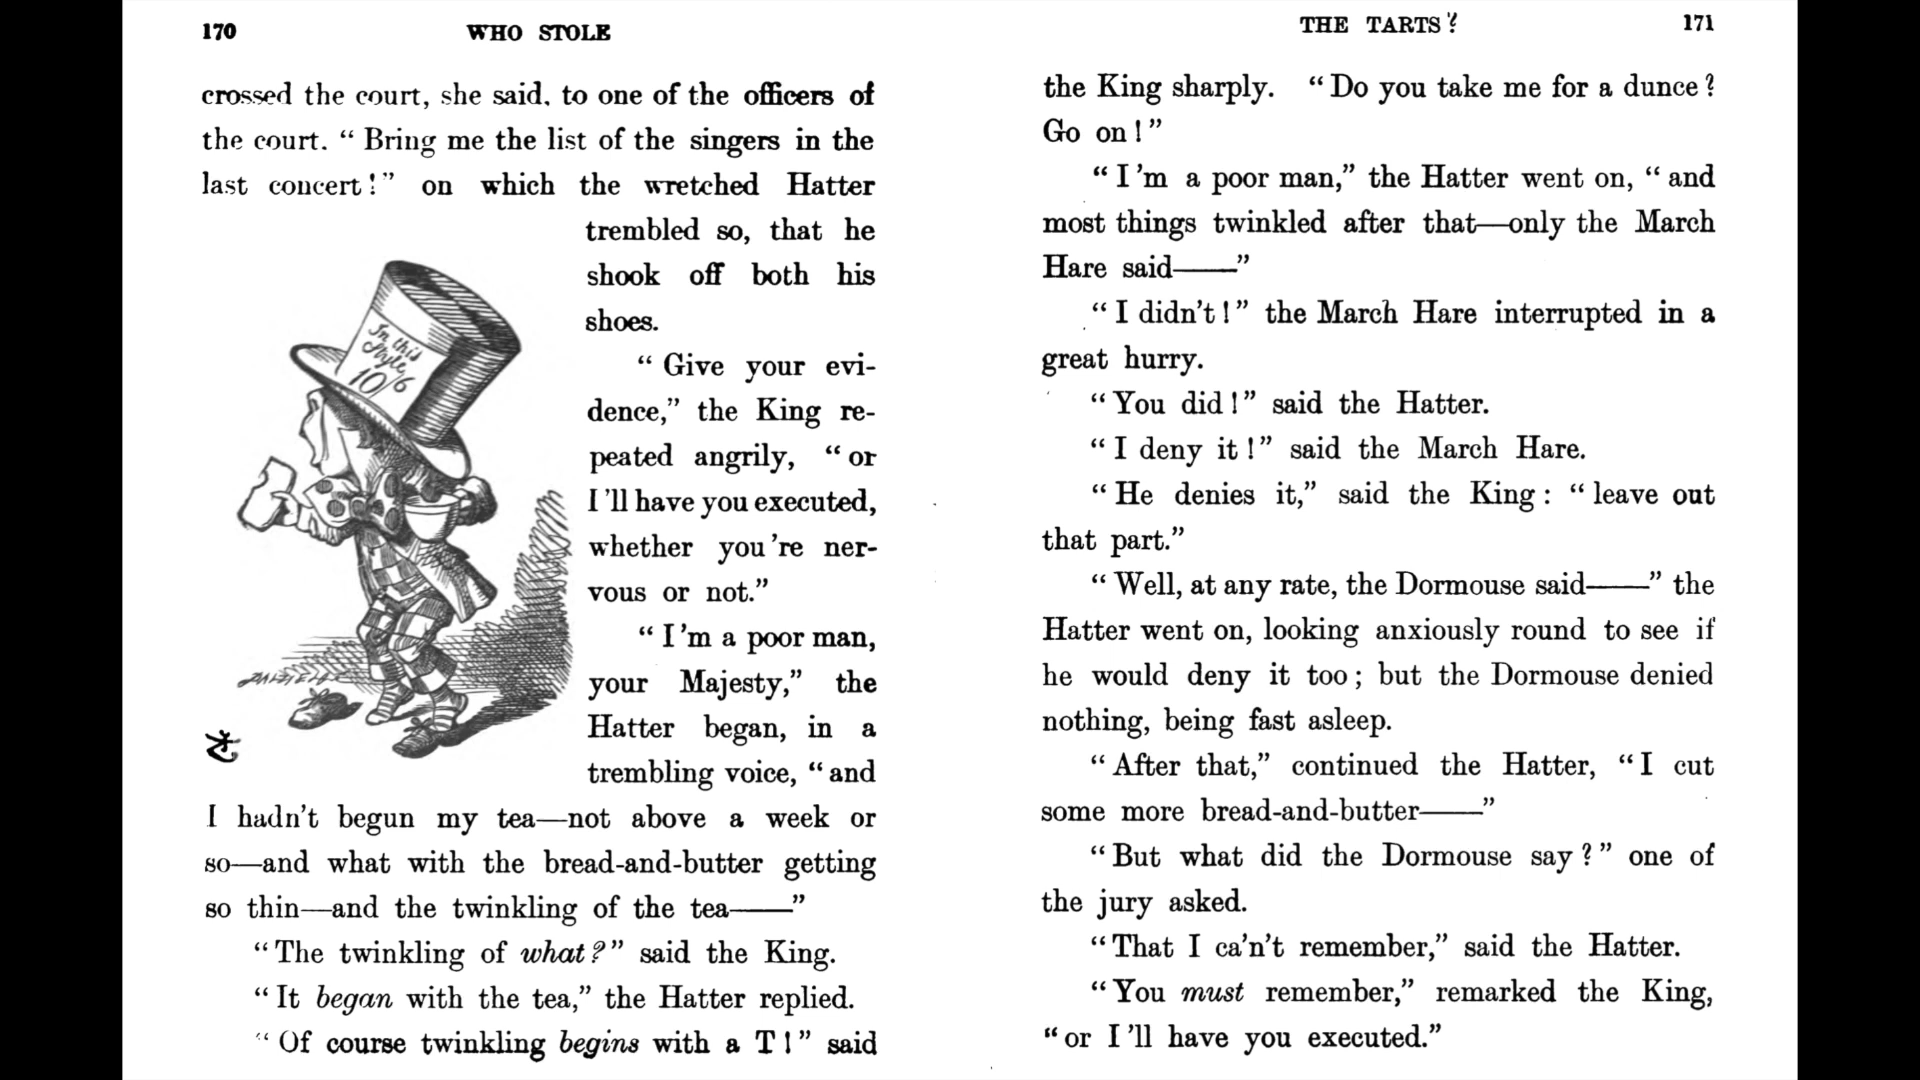 170
WHO STOLE
crossed the court, she said, to one of the officers of
the court. “ Bring me the list of the singers in the
last concert ! ” on which the wretched Hatter
trembled so, that he
shook off both his
shoes.
“ Give your evi-
dence,” the King re-
peated angrily, “ or
I ’ll have you executed,
whether you ’re ner-
vous or not.”
“ I ’m a poor man,
your Majesty,” the
Hatter began, in a
trembling voice, “ and
I hadn’t begun my tea—not above a week or
so—and what with the bread-and-butter getting
so thin—and the twinkling of the tea——”
“ The twinkling of what ? ” said the King.
“ It began with the tea,” the Hatter replied.
“ Of course twinkling begins with a T ! ” said
In this
Style
10/6
DALZIEL
THE TARTS ?
171
the King sharply. “ Do you take me for a dunce ?
Go on ! ”
“ I ’m a poor man,” the Hatter went on, “ and
most things twinkled after that—only the March
Hare said——”
“ I didn’t ! ” the March Hare interrupted in a
great hurry.
“ You did ! ” said the Hatter.
“ I deny it ! ” said the March Hare.
“ He denies it,” said the King : “ leave out
that part.”
“ Well, at any rate, the Dormouse said——” the
Hatter went on, looking anxiously round to see if
he would deny it too ; but the Dormouse denied
nothing, being fast asleep.
“ After that,” continued the Hatter, “ I cut
some more bread-and-butter——”
“ But what did the Dormouse say ? ” one of
the jury asked.
“ That I ca’n’t remember,” said the Hatter.
“ You must remember,” remarked the King,
“ or I ’ll have you executed.”